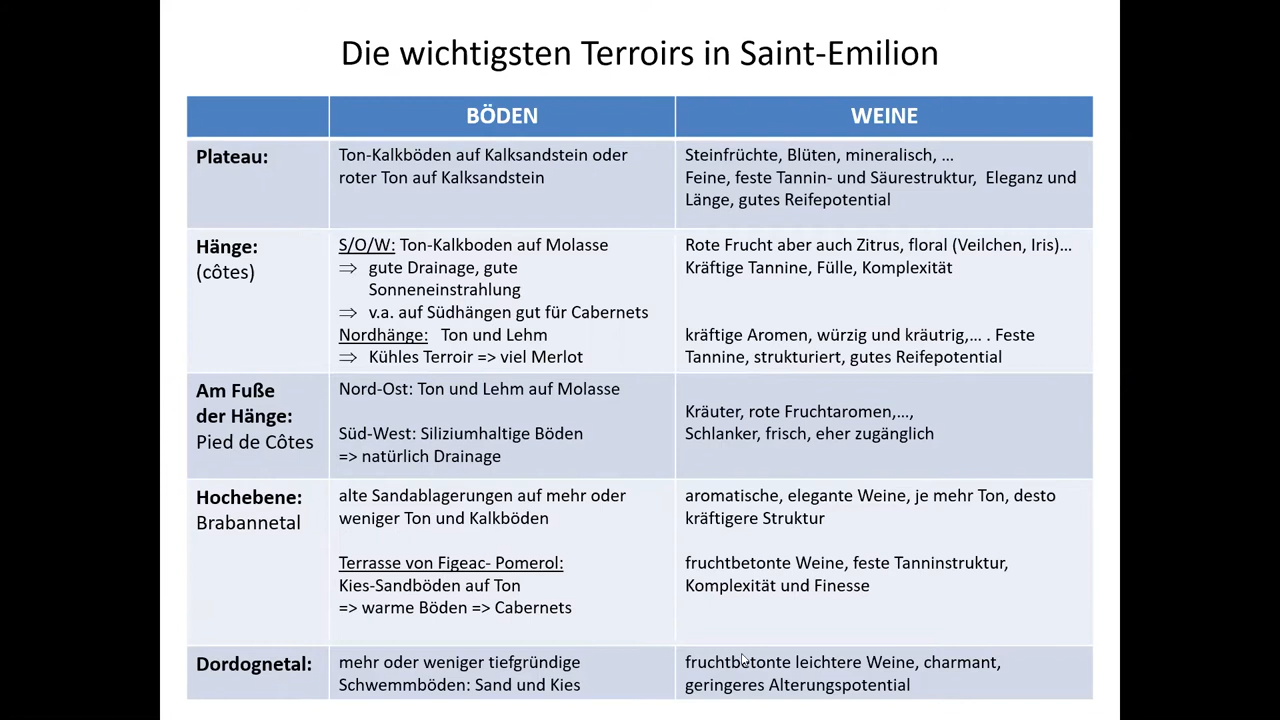 Die wichtigsten Terroirs in Saint-Emilion
BÖDEN
WEINE
Plateau:
Ton-Kalkböden auf Kalksandstein oder
roter Ton auf Kalksandstein
Steinfrüchte, Blüten, mineralisch, ...
Feine, feste Tannin- und Säurestruktur,  Eleganz und
Länge, gutes Reifepotential
Hänge:
(côtes)
S/O/W: Ton-Kalkboden auf Molasse
⇒ gute Drainage, gute
Sonneneinstrahlung
⇒ v.a. auf Südhängen gut für Cabernets
Nordhänge:  Ton und Lehm
⇒ Kühles Terroir => viel Merlot
Rote Frucht aber auch Zitrus, floral (Veilchen, Iris)...
Kräftige Tannine, Fülle, Komplexität
kräftige Aromen, würzig und kräutrig,... . Feste
Tannine, strukturiert, gutes Reifepotential
Am Fuße
der Hänge:
Pied de Côtes
Nord-Ost: Ton und Lehm auf Molasse
Süd-West: Siliziumhaltige Böden
=> natürlich Drainage
Kräuter, rote Fruchtaromen,...,
Schlanker, frisch, eher zugänglich
Hochebene:
Brabannetal
alte Sandablagerungen auf mehr oder
weniger Ton und Kalkböden
Terrasse von Figeac- Pomerol:
Kies-Sandböden auf Ton
=> warme Böden => Cabernets
aromatische, elegante Weine, je mehr Ton, desto
kräftigere Struktur
fruchtbetonte Weine, feste Tanninstruktur,
Komplexität und Finesse
Dordognetal:
mehr oder weniger tiefgründige
Schwemmböden: Sand und Kies
fruchtbetonte leichtere Weine, charmant,
geringeres Alterungspotential